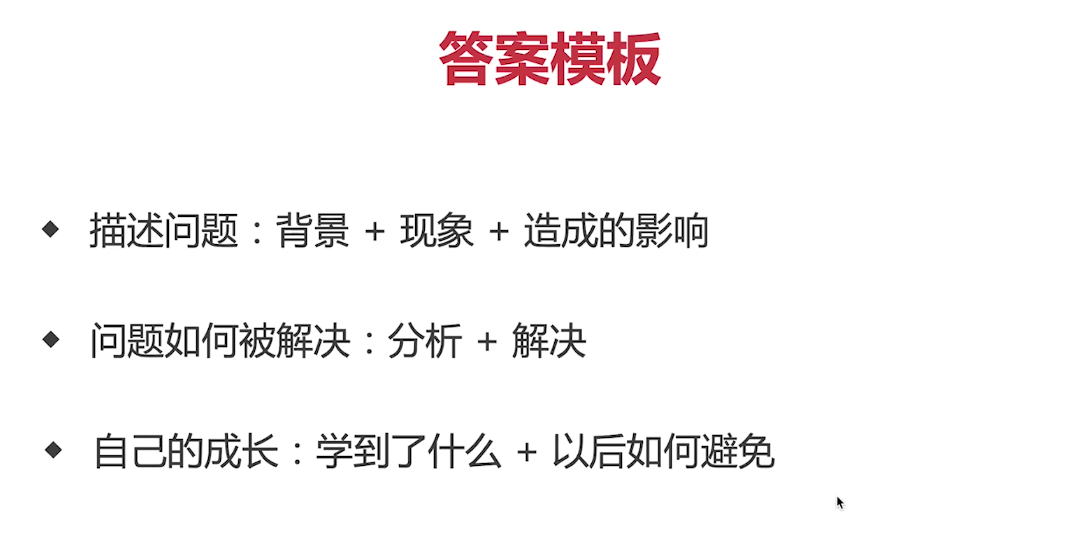 答案模板
◆ 描述问题：背景 + 现象 + 造成的影响
◆ 问题如何被解决：分析 + 解决
◆ 自己的成长：学到了什么 + 以后如何避免